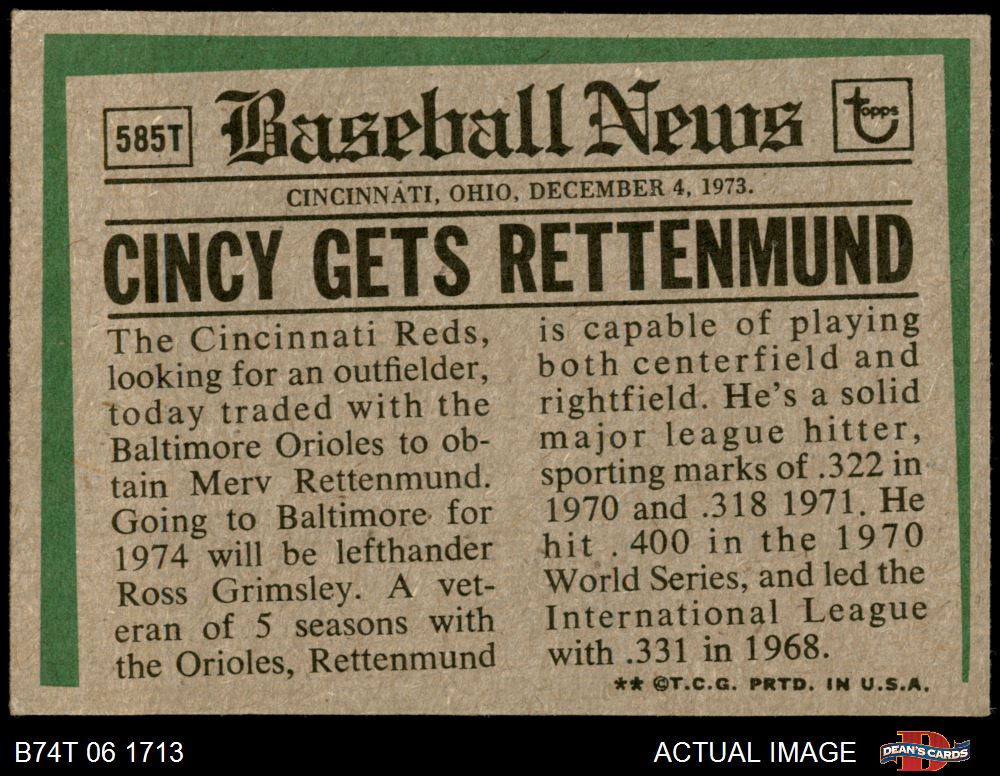 585T
Baseball News
topps
CINCINNATI, OHIO, DECEMBER 4, 1973.
CINCY GETS RETTENMUND
The Cincinnati Reds,
looking for an outfielder,
today traded with the
Baltimore Orioles to ob-
tain Merv Rettenmund.
Going to Baltimore for
1974 will be lefthander
Ross Grimsley. A vet-
eran of 5 seasons with
the Orioles, Rettenmund
is capable of playing
both centerfield and
rightfield. He's a solid
major league hitter,
sporting marks of .322 in
1970 and .318 1971. He
hit .400 in the 1970
World Series, and led the
International League
with .331 in 1968.
** ©T.C.G. PRTD. IN U.S.A.
B74T 06 1713
ACTUAL IMAGE
D
DEAN'S CARDS